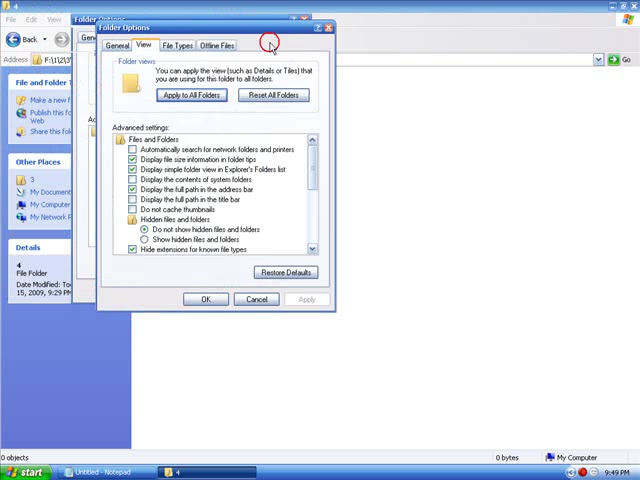 4
File Edit View
Folder Options
Back
Address F:\1\2\3\ Go
Folder Options
General View File Types Offline Files
Folder views
You can apply the view (such as Details or Tiles) that
you are using for this folder to all folders.
Apply to All Folders Reset All Folders
Advanced settings:
Files and Folders
Automatically search for network folders and printers
Display file size information in folder tips
Display simple folder view in Explorer's Folders list
Display the contents of system folders
Display the full path in the address bar
Display the full path in the title bar
Do not cache thumbnails
Hidden files and folders
Do not show hidden files and folders
Show hidden files and folders
Hide extensions for known file types
Restore Defaults
OK Cancel Apply
File and Folder
Make a new
Publish this
Web
Share this
Other Places
3
My Documents
My Computer
My Network
Details
4
File Folder
Date Modified:
15, 2009, 9:29
0 objects 0 bytes My Computer
start Untitled - Notepad 4 9:49 PM